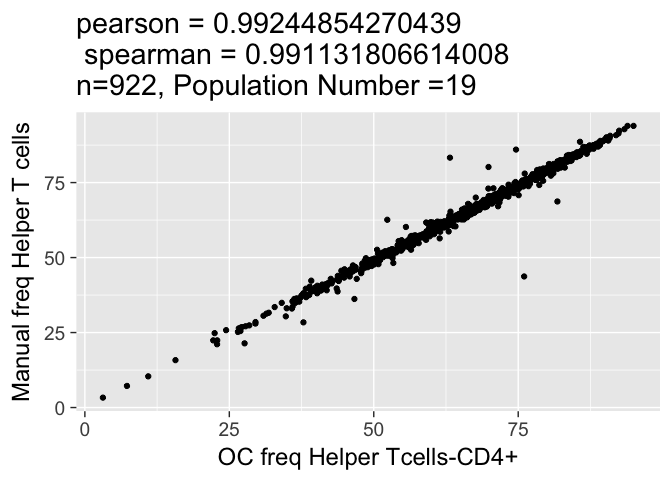 pearson = 0.99244854270439
spearman = 0.991131806614008
n=922, Population Number =19
Manual freq Helper T cells
75
50
25
0
0 25 50 75
OC freq Helper Tcells-CD4+